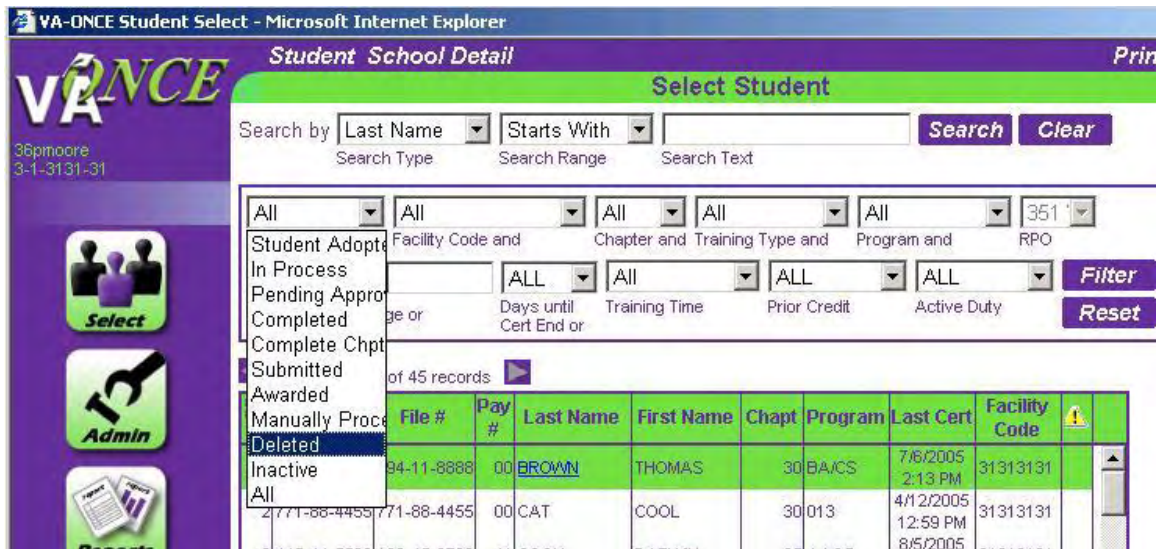 VA-ONCE Student Select - Microsoft Internet Explorer
Student School Detail Prin
VA ONCE
Select Student
36pmoore
3-1-3131-31
Search by Last Name Starts With Search Clear
Search Type Search Range Search Text
All All All All All 351
Facility Code and Chapter and Training Type and Program and RPO
Student Adopte
In Process
Pending Appro
Completed
Complete Chpt
Submitted
Awarded
Manually Proce
Deleted
Inactive
All
ALL All ALL ALL Filter
ge or Days until Cert End or Training Time Prior Credit Active Duty Reset
of 45 records
File # Pay # Last Name First Name Chapt Program Last Cert Facility Code
94-11-8888 00 BROWN THOMAS 30 BA/CS 7/6/2005 2:13 PM 31313131
2 771-88-4455 771-88-4455 00 CAT COOL 30 013 4/12/2005 12:59 PM 31313131
8/5/2005
Select
Admin
Reports